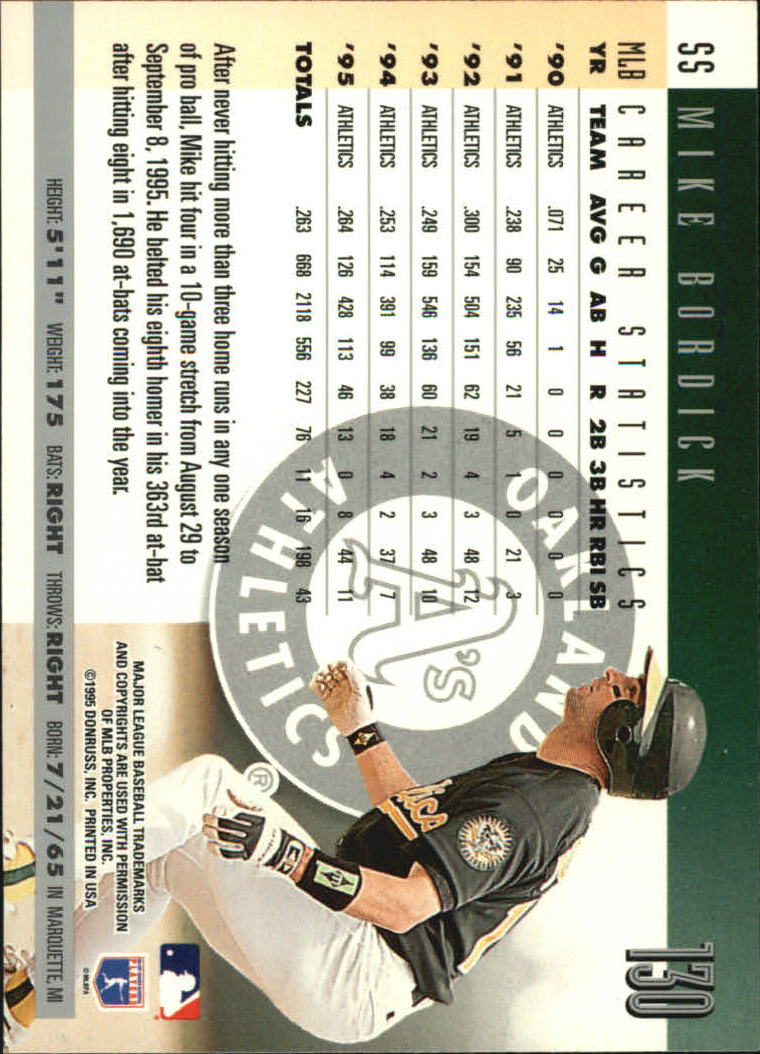 SS MIKE BORDICK 130
MLB CAREER STATISTICS
YR TEAM AVG G AB H R 2B 3B HR RBI SB
'90 ATHLETICS .071 25 14 1 0 0 0 0 0 0
'91 ATHLETICS .238 90 235 56 21 5 1 0 21 3
'92 ATHLETICS .300 154 504 151 62 19 4 3 48 12
'93 ATHLETICS .249 159 546 136 60 21 2 3 48 10
'94 ATHLETICS .253 114 391 99 38 18 4 2 37 7
'95 ATHLETICS .264 126 428 113 46 13 0 8 44 11
TOTALS .263 668 2118 556 227 76 11 16 198 43
After never hitting more than three home runs in any one season
of pro ball, Mike hit four in a 10-game stretch from August 29 to
September 8, 1995. He belted his eighth homer in his 363rd at-bat
after hitting eight in 1,690 at-bats coming into the year.
OAKLAND
A's
ATHLETICS
®
MAJOR LEAGUE BASEBALL TRADEMARKS
AND COPYRIGHTS ARE USED WITH PERMISSION
OF MLB PROPERTIES, INC.
©1995 DONRUSS, INC. PRINTED IN USA
PLAYERS
©MLBPA
HEIGHT: 5'11" WEIGHT: 175 BATS: RIGHT THROWS: RIGHT BORN: 7/21/65 IN MARQUETTE, MI